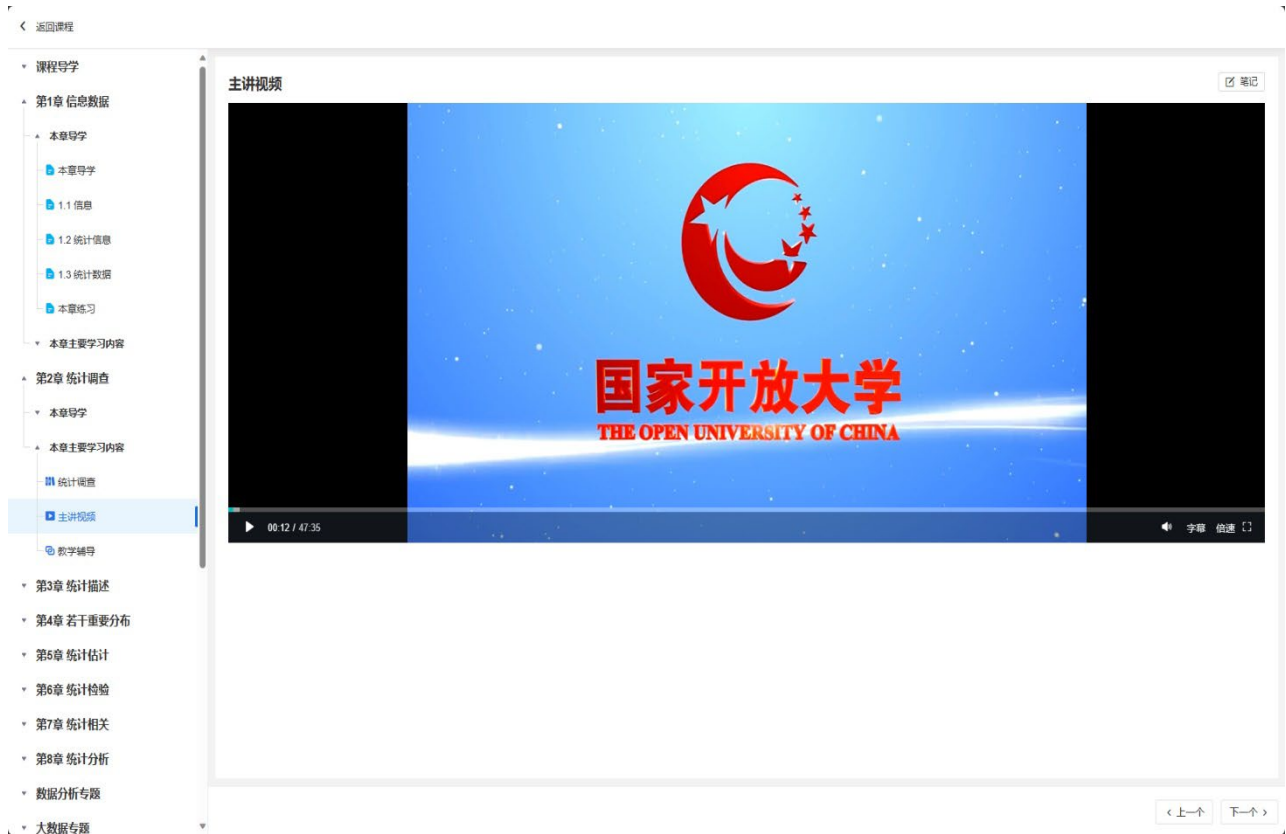 返回课程
课程导学
第1章 信息数据
本章导学
本章导学
1.1 信息
1.2 统计信息
1.3 统计数据
本章练习
本章主要学习内容
第2章 统计调查
本章导学
本章主要学习内容
统计调查
主讲视频
教学辅导
第3章 统计描述
第4章 若干重要分布
第5章 统计估计
第6章 统计检验
第7章 统计相关
第8章 统计分析
数据分析专题
大数据专题
主讲视频
笔记
国家开放大学
THE OPEN UNIVERSITY OF CHINA
00:12 / 47:35
字幕 倍速
上一个 下一个